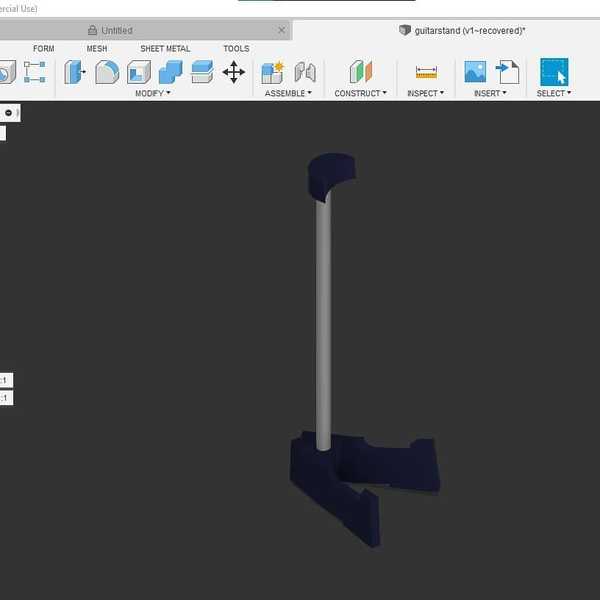 ercial Use)
Untitled
guitarstand (v1~recovered)*
FORM MESH SHEET METAL TOOLS
MODIFY ASSEMBLE CONSTRUCT INSPECT INSERT SELECT
:1
:1